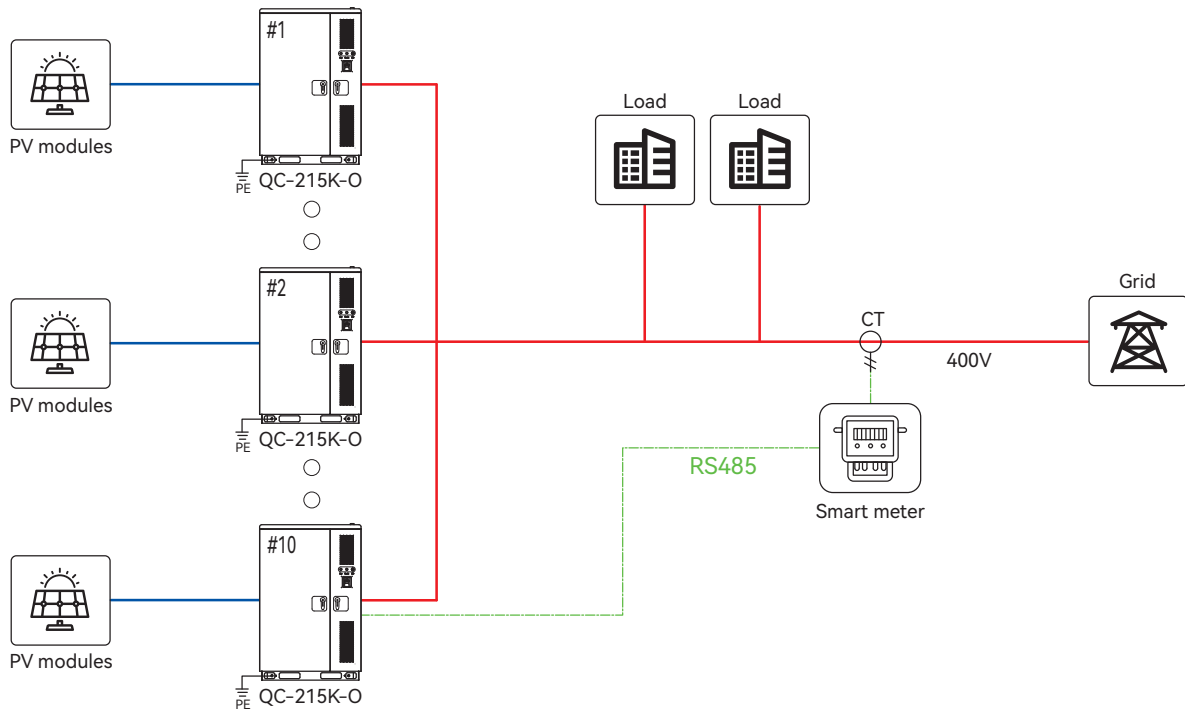 #1
PV modules
PE
QC-215K-O
Load
Load
#2
PV modules
PE
QC-215K-O
CT
400V
Grid
RS485
Smart meter
#10
PV modules
PE
QC-215K-O